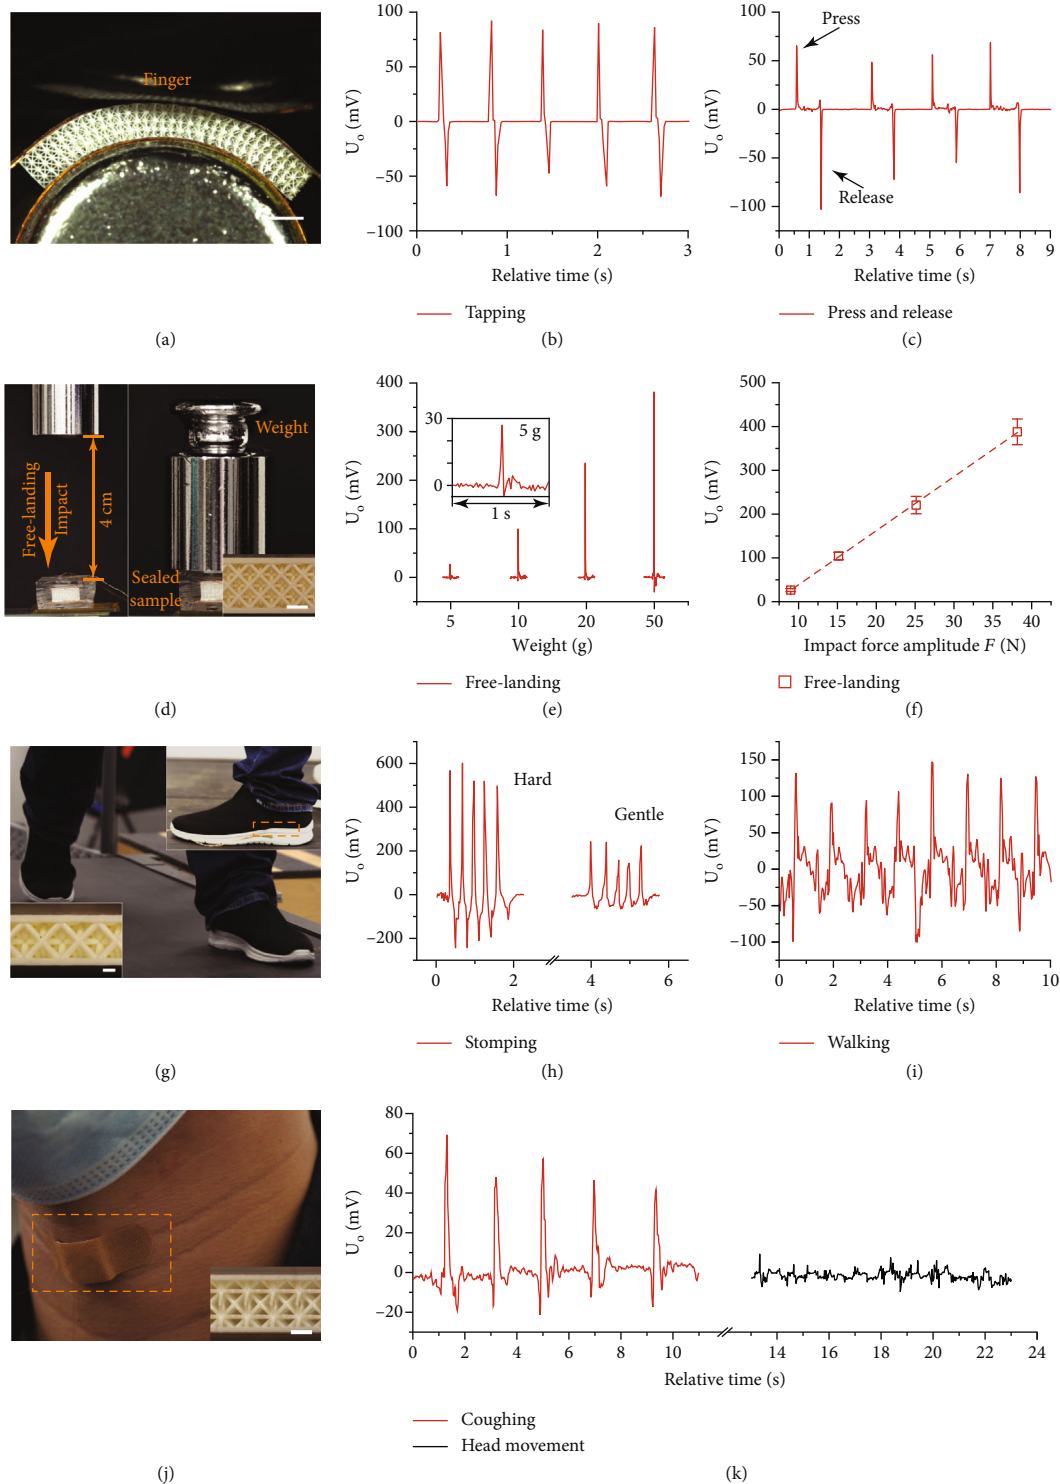 Finger
(a)
100
50
0
−50
−100
U₀ (mV)
0 1 2 3
Relative time (s)
Tapping
(b)
100
50
0
−50
−100
U₀ (mV)
Press
Release
0 1 2 3 4 5 6 7 8 9
Relative time (s)
Press and release
(c)
Free-landing
Impact
4 cm
Weight
Sealed
sample
(d)
400
300
200
100
0
U₀ (mV)
30
0
5 g
1 s
5 10 20 50
Weight (g)
Free-landing
(e)
500
400
300
200
100
0
U₀ (mV)
10 15 20 25 30 35 40
Impact force amplitude F (N)
Free-landing
(f)
(g)
600
400
200
0
−200
U₀ (mV)
Hard
Gentle
0 2 4 6
Relative time (s)
Stomping
(h)
150
100
50
0
−50
−100
U₀ (mV)
0 2 4 6 8 10
Relative time (s)
Walking
(i)
(j)
80
60
40
20
0
−20
U₀ (mV)
0 2 4 6 8 10 14 16 18 20 22 24
Relative time (s)
Coughing
Head movement
(k)